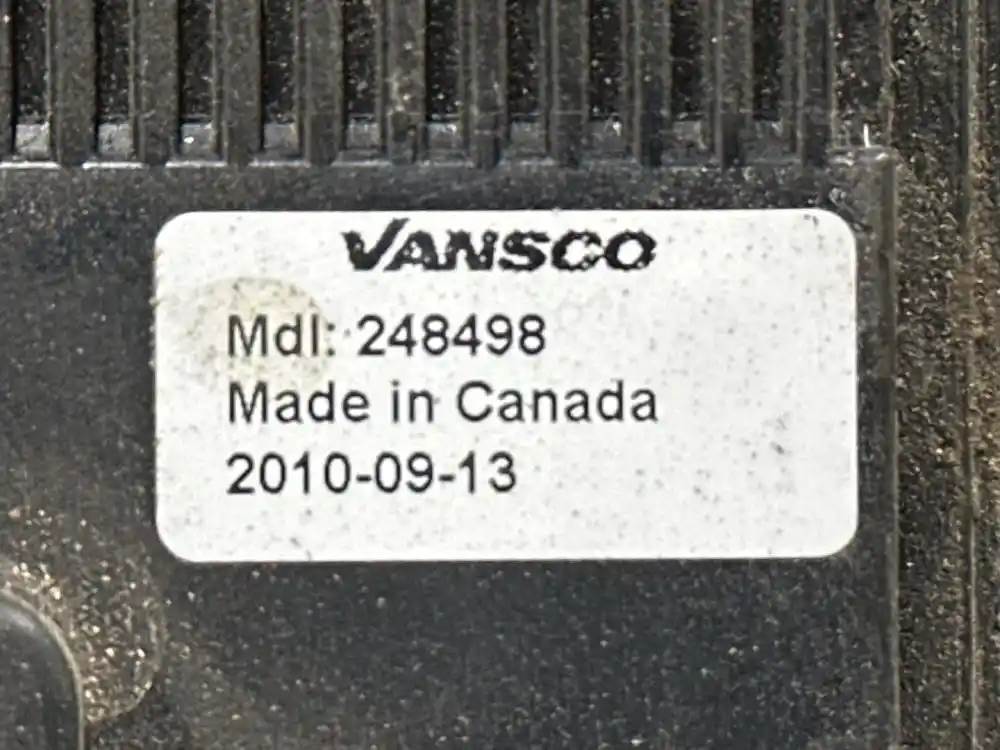 VANSCO
Mdl: 248498
Made in Canada
2010-09-13